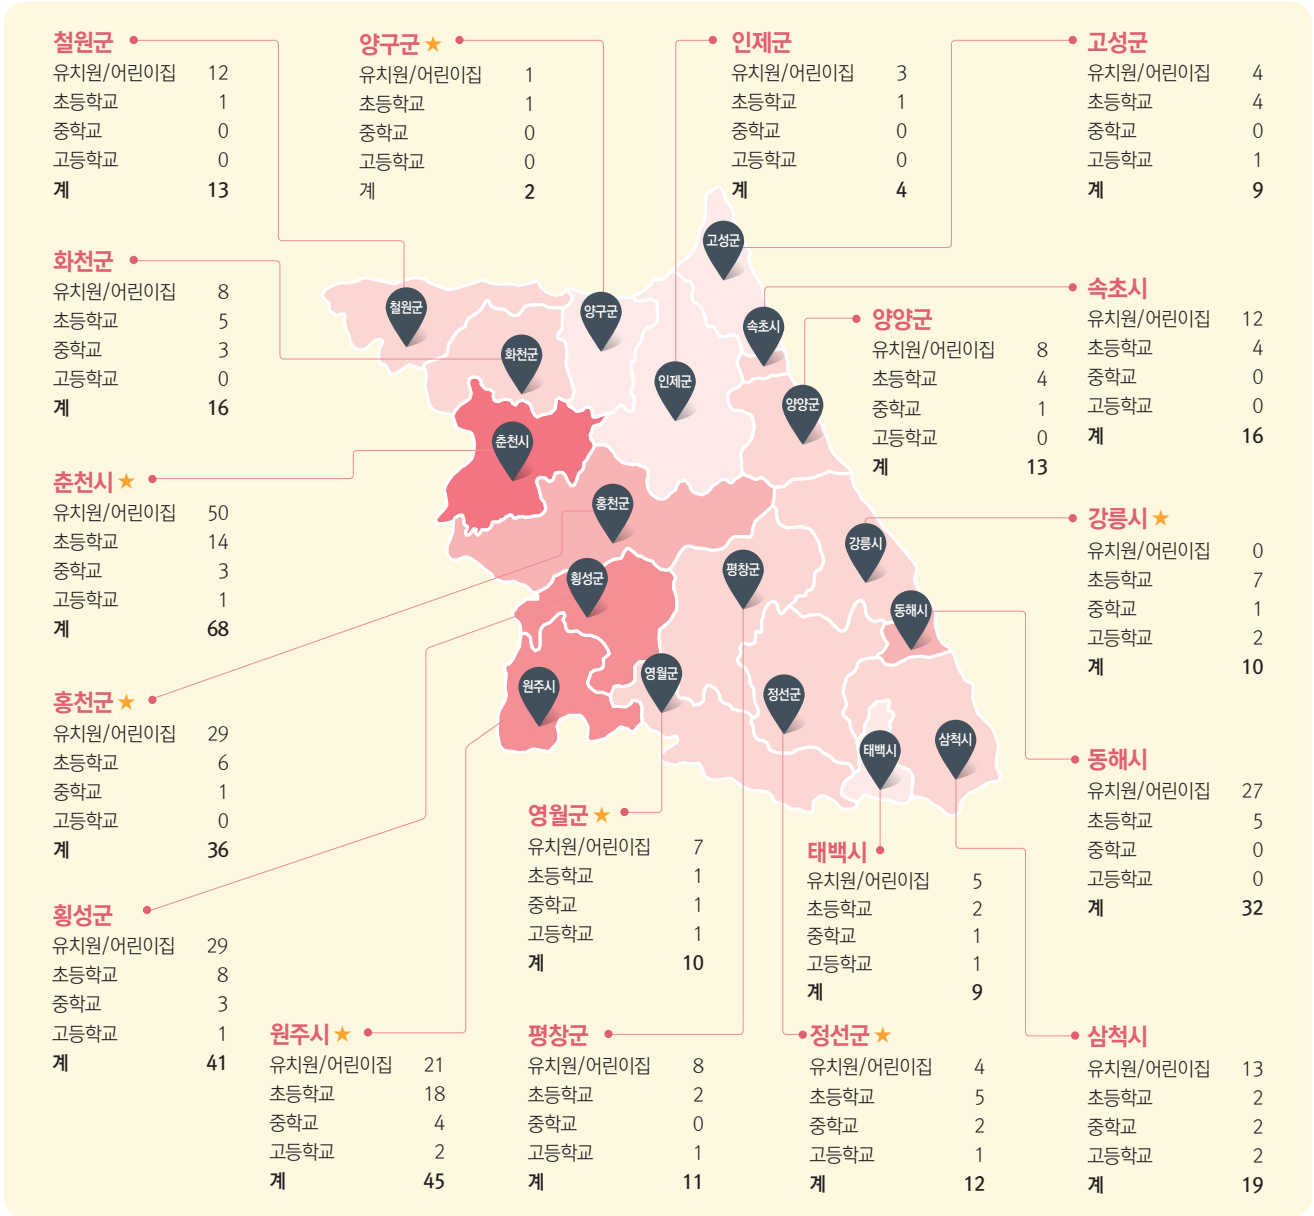 철원군
유치원/어린이집 12
초등학교 1
중학교 0
고등학교 0
계 13
양구군 ★
유치원/어린이집 1
초등학교 1
중학교 0
고등학교 0
계 2
인제군
유치원/어린이집 3
초등학교 1
중학교 0
고등학교 0
계 4
고성군
유치원/어린이집 4
초등학교 4
중학교 0
고등학교 1
계 9
화천군
유치원/어린이집 8
초등학교 5
중학교 3
고등학교 0
계 16
속초시
유치원/어린이집 12
초등학교 4
중학교 0
고등학교 0
계 16
양양군
유치원/어린이집 8
초등학교 4
중학교 1
고등학교 0
계 13
춘천시 ★
유치원/어린이집 50
초등학교 14
중학교 3
고등학교 1
계 68
강릉시 ★
유치원/어린이집 0
초등학교 7
중학교 1
고등학교 2
계 10
홍천군 ★
유치원/어린이집 29
초등학교 6
중학교 1
고등학교 0
계 36
동해시
유치원/어린이집 27
초등학교 5
중학교 0
고등학교 0
계 32
횡성군
유치원/어린이집 29
초등학교 8
중학교 3
고등학교 1
계 41
영월군 ★
유치원/어린이집 7
초등학교 1
중학교 1
고등학교 1
계 10
태백시
유치원/어린이집 5
초등학교 2
중학교 1
고등학교 1
계 9
원주시 ★
유치원/어린이집 21
초등학교 18
중학교 4
고등학교 2
계 45
평창군
유치원/어린이집 8
초등학교 2
중학교 0
고등학교 1
계 11
정선군 ★
유치원/어린이집 4
초등학교 5
중학교 2
고등학교 1
계 12
삼척시
유치원/어린이집 13
초등학교 2
중학교 2
고등학교 2
계 19
고성군
철원군
양구군
속초시
화천군
인제군
양양군
춘천시
홍천군
강릉시
평창군
횡성군
동해시
영월군
원주시
정선군
삼척시
태백시